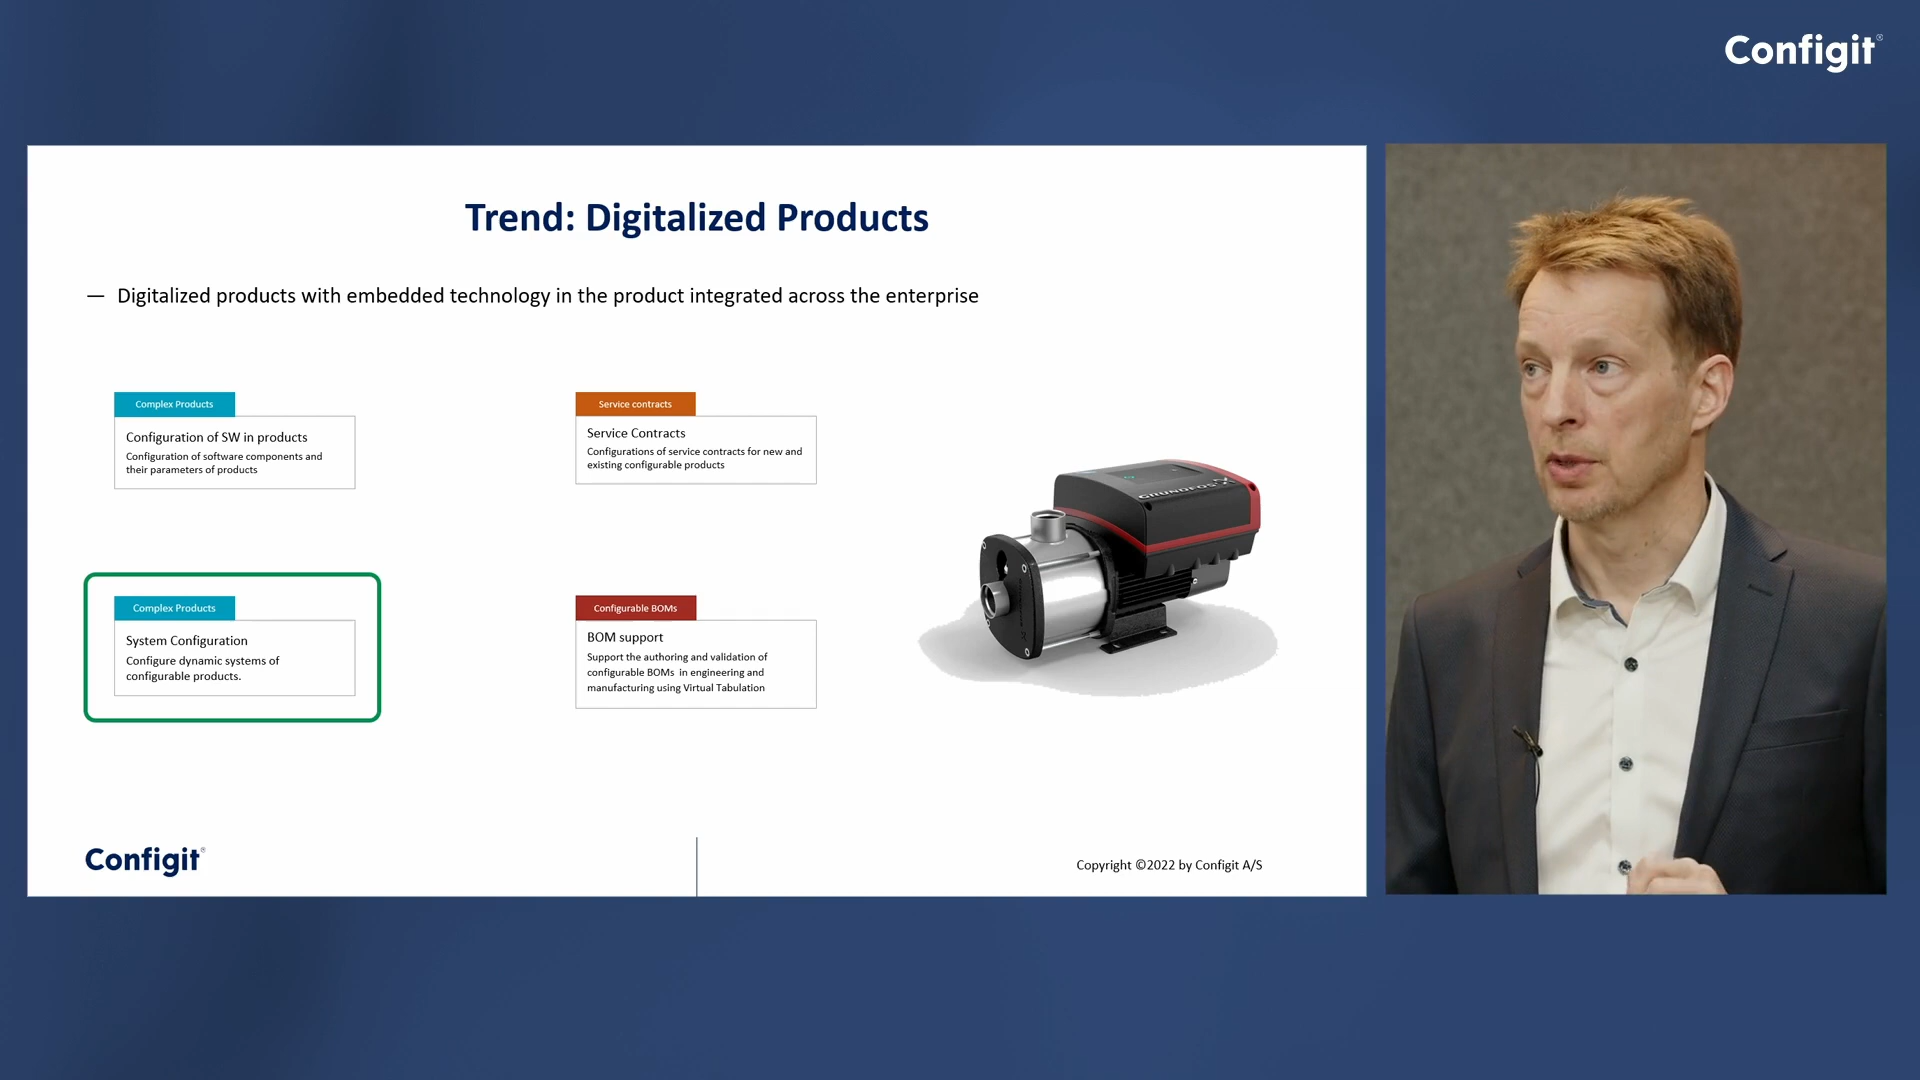 Configit®
Trend: Digitalized Products
— Digitalized products with embedded technology in the product integrated across the enterprise
Complex Products
Configuration of SW in products
Configuration of software components and
their parameters of products
Service contracts
Service Contracts
Configurations of service contracts for new and
existing configurable products
GRUNDFOS
Complex Products
System Configuration
Configure dynamic systems of
configurable products.
Configurable BOMs
BOM support
Support the authoring and validation of
configurable BOMs in engineering and
manufacturing using Virtual Tabulation
Configit®
Copyright ©2022 by Configit A/S